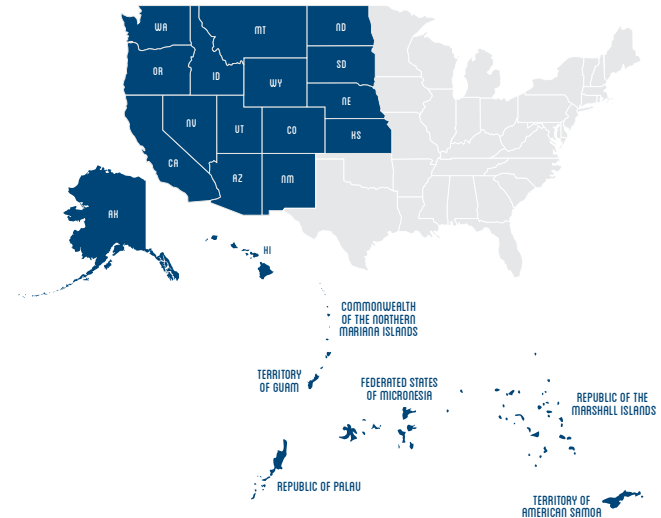 WA
MT
ND
OR
ID
SD
WY
NE
NV
UT
CO
KS
CA
AZ
NM
AK
HI
COMMONWEALTH
OF THE NORTHERN
MARIANA ISLANDS
TERRITORY
OF GUAM
FEDERATED STATES
OF MICRONESIA
REPUBLIC OF THE
MARSHALL ISLANDS
REPUBLIC OF PALAU
TERRITORY OF
AMERICAN SAMOA